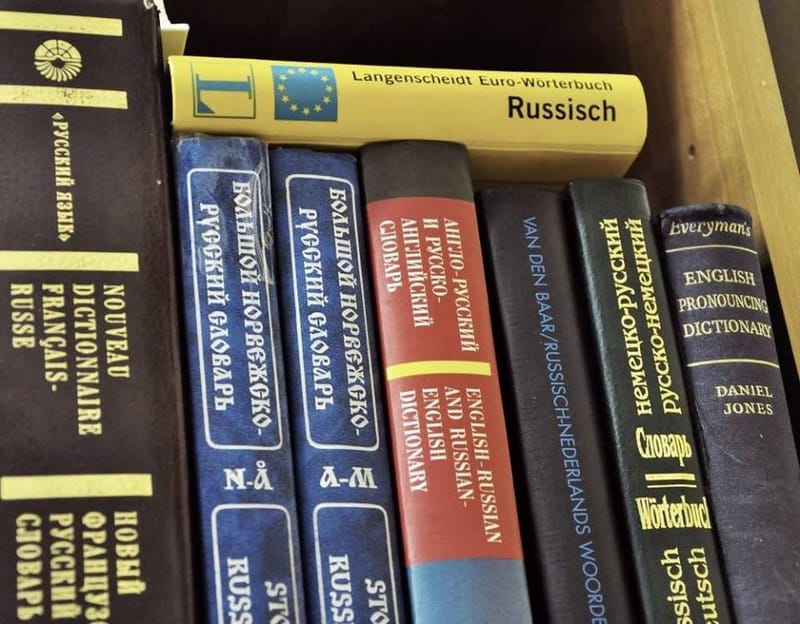 L
Langenscheidt Euro-Wörterbuch
Russisch
«РУССКИЙ ЯЗЫК»
NOUVEAU
DICTIONNAIRE
FRANÇAIS-
RUSSE
НОВЫЙ
РУССКИЙ
СЛОВАРЬ
БОЛЬШОЙ НОРВЕЖСКО-
РУССКИЙ СЛОВАРЬ
N-Å
БОЛЬШОЙ НОРВЕЖСКО-
РУССКИЙ СЛОВАРЬ
A-M
АНГЛО-РУССКИЙ
И РУССКО-
АНГЛИЙСКИЙ
СЛОВАРЬ
ENGLISH-RUSSIAN
AND RUSSIAN-
ENGLISH
DICTIONARY
VAN DEN BAAR/RUSSISCH-NEDERLANDS
немецко-русский
русско-немецкий
Словарь
Wörterbuch
Everyman's
ENGLISH
PRONOUNCING
DICTIONARY
DANIEL
JONES